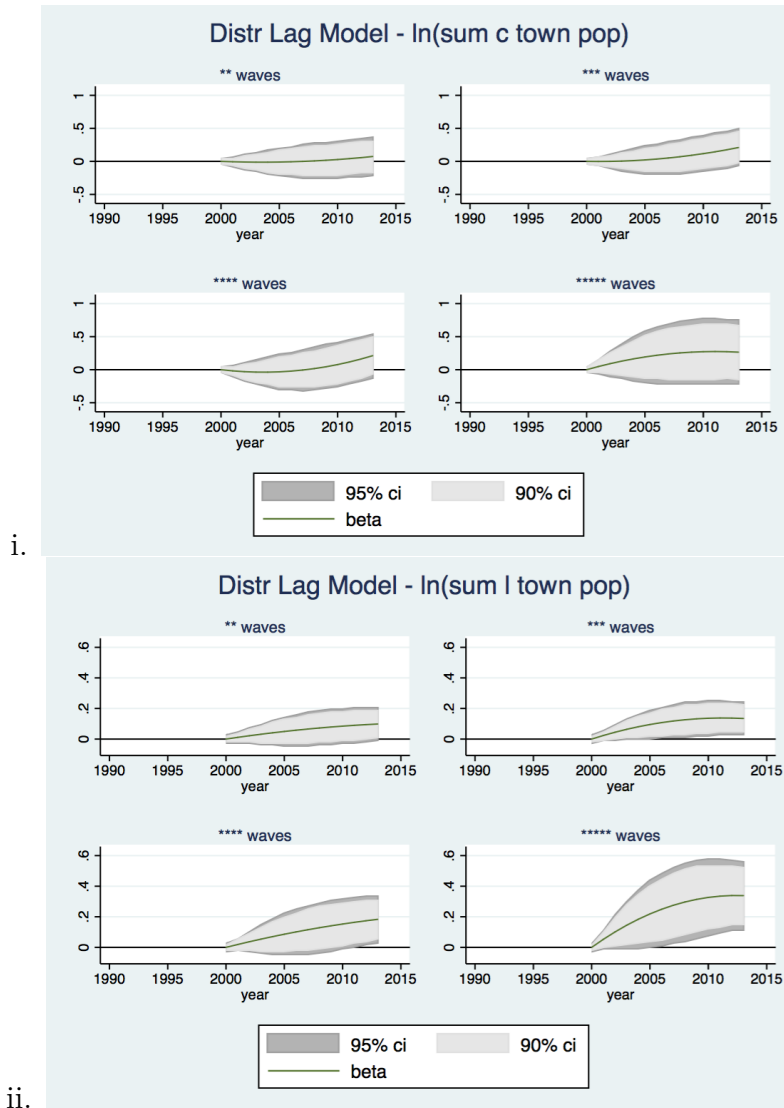 Distr Lag Model - ln(sum c town pop)
** waves
-.5 0 .5 1
1990 1995 2000 2005 2010 2015
year
*** waves
-.5 0 .5 1
1990 1995 2000 2005 2010 2015
year
**** waves
-.5 0 .5 1
1990 1995 2000 2005 2010 2015
year
***** waves
-.5 0 .5 1
1990 1995 2000 2005 2010 2015
year
95% ci 90% ci
beta
i.
Distr Lag Model - ln(sum l town pop)
** waves
0 .2 .4 .6
1990 1995 2000 2005 2010 2015
year
*** waves
0 .2 .4 .6
1990 1995 2000 2005 2010 2015
year
**** waves
0 .2 .4 .6
1990 1995 2000 2005 2010 2015
year
***** waves
0 .2 .4 .6
1990 1995 2000 2005 2010 2015
year
95% ci 90% ci
beta
ii.